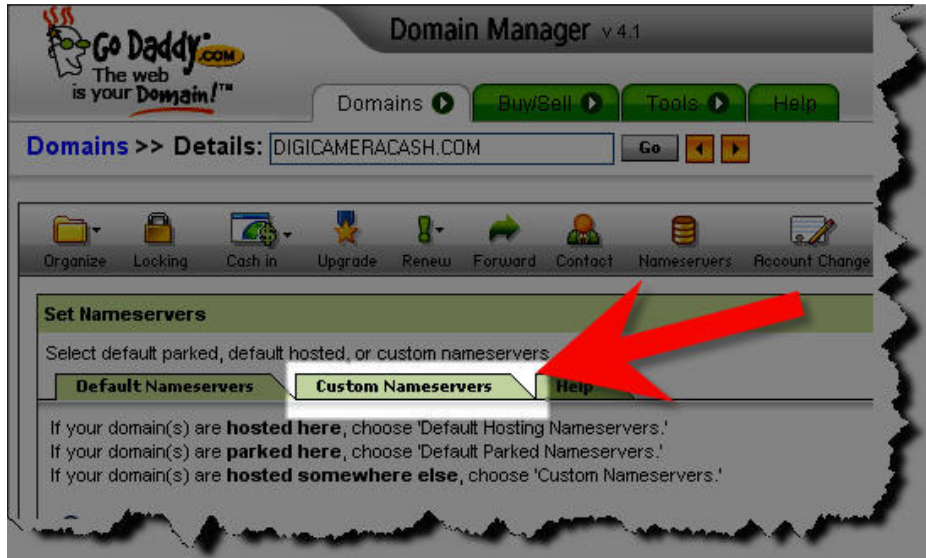 Go Daddy.COM
The web
is your Domain!™
Domain Manager v 4.1
Domains Buy/Sell Tools Help
Domains >> Details: DIGICAMERACASH.COM Go
Organize Locking Cash in Upgrade Renew Forward Contact Nameservers Account Change
Set Nameservers
Select default parked, default hosted, or custom nameservers
Default Nameservers Custom Nameservers Help
If your domain(s) are hosted here, choose 'Default Hosting Nameservers.'
If your domain(s) are parked here, choose 'Default Parked Nameservers.'
If your domain(s) are hosted somewhere else, choose 'Custom Nameservers.'